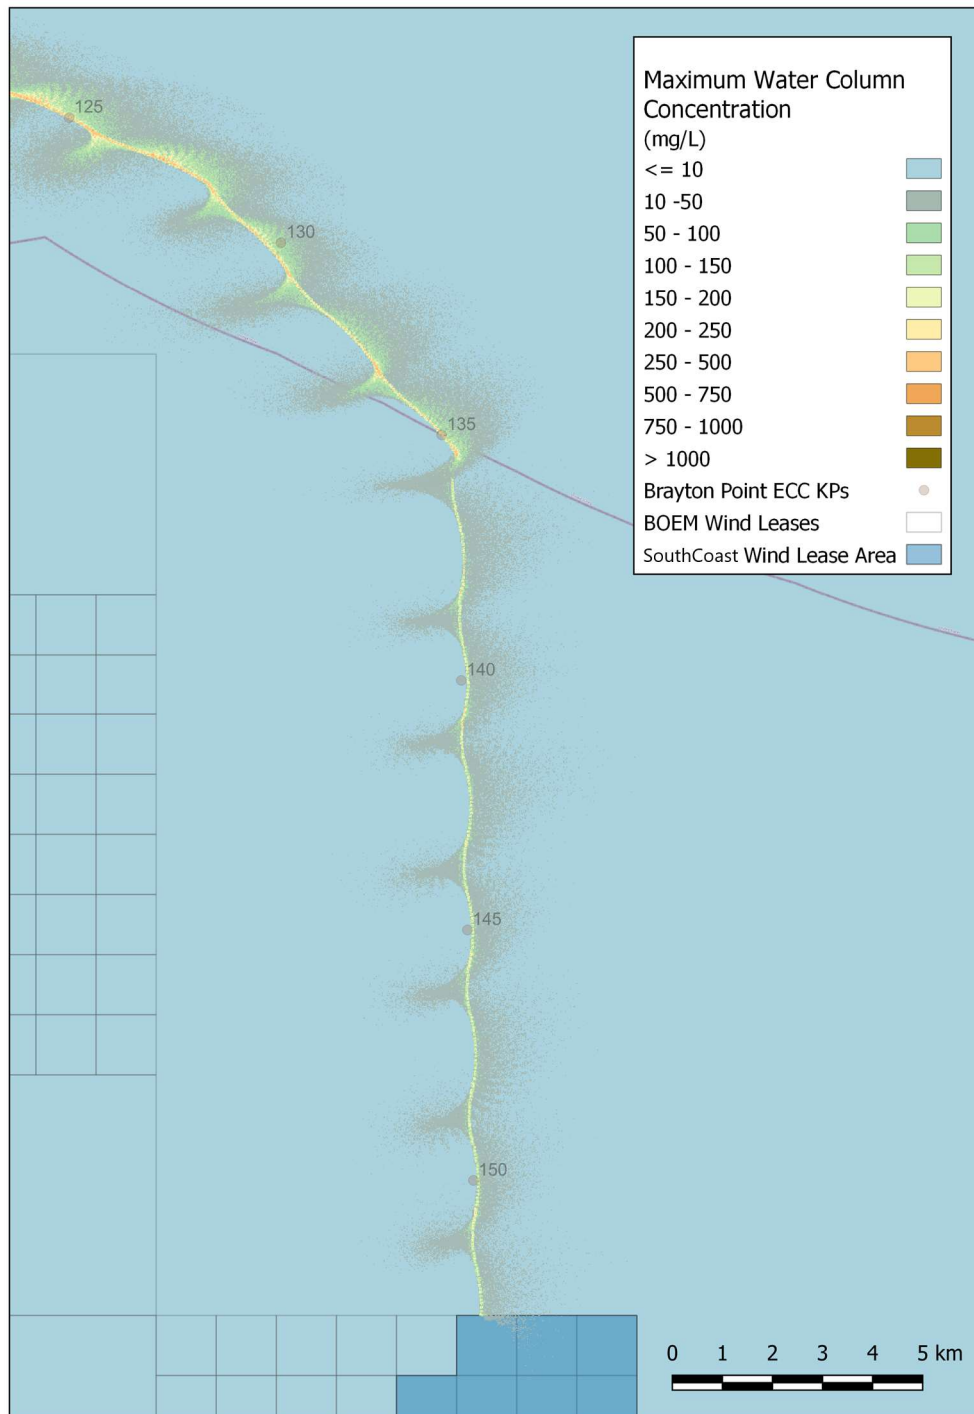 Maximum Water Column
Concentration
(mg/L)
<= 10
10 -50
50 - 100
100 - 150
150 - 200
200 - 250
250 - 500
500 - 750
750 - 1000
> 1000
Brayton Point ECC KPs
BOEM Wind Leases
SouthCoast Wind Lease Area
125
130
135
140
145
150
0 1 2 3 4 5 km